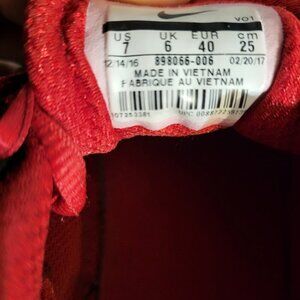 VO1
US UK EUR cm
7 6 40 25
12/14/16 898066-006 02/20/17
MADE IN VIETNAM
FABRIQUE AU VIETNAM